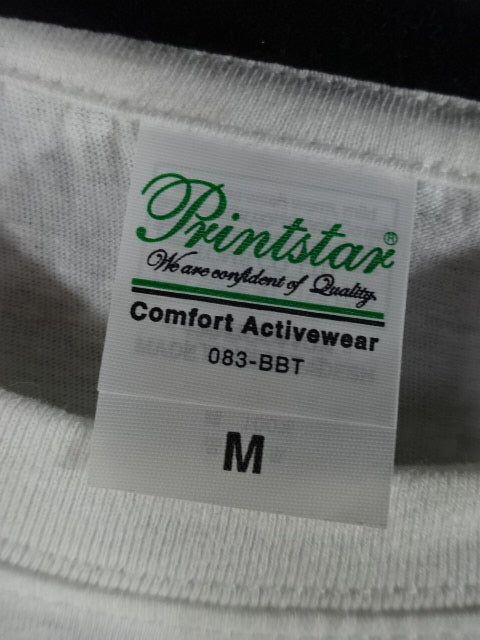 Printstar®
We are confident of Quality.
Comfort Activewear
083-BBT
M